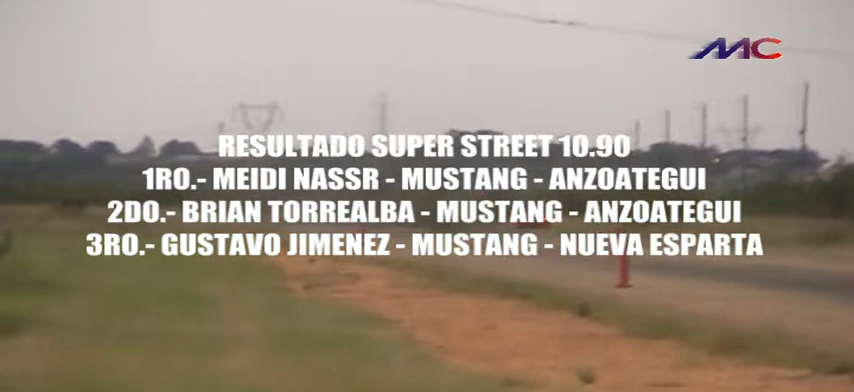 MC
RESULTADO SUPER STREET 10.90
1RO.- MEIDI NASSR - MUSTANG - ANZOATEGUI
2DO.- BRIAN TORREALBA - MUSTANG - ANZOATEGUI
3RO.- GUSTAVO JIMENEZ - MUSTANG - NUEVA ESPARTA